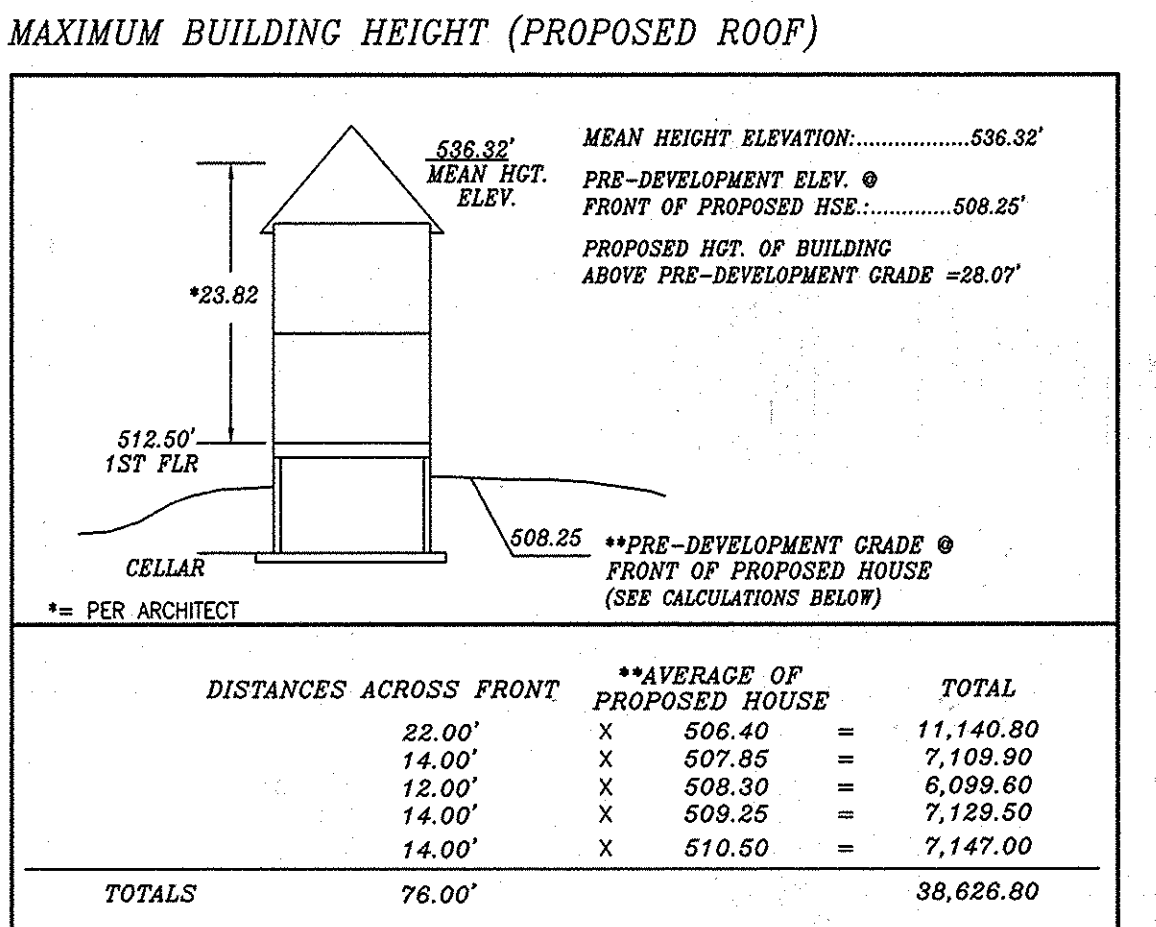 MAXIMUM BUILDING HEIGHT (PROPOSED ROOF)
536.32'
MEAN HGT.
ELEV.
MEAN HEIGHT ELEVATION:...................536.32'
PRE-DEVELOPMENT ELEV. @
FRONT OF PROPOSED HSE.:.............508.25'
PROPOSED HGT. OF BUILDING
ABOVE PRE-DEVELOPMENT GRADE =28.07'
*23.82
512.50'
1ST FLR
508.25
**PRE-DEVELOPMENT GRADE @
FRONT OF PROPOSED HOUSE
(SEE CALCULATIONS BELOW)
CELLAR
*= PER ARCHITECT
DISTANCES ACROSS FRONT **AVERAGE OF PROPOSED HOUSE TOTAL
22.00' X 506.40 = 11,140.80
14.00' X 507.85 = 7,109.90
12.00' X 508.30 = 6,099.60
14.00' X 509.25 = 7,129.50
14.00' X 510.50 = 7,147.00
TOTALS 76.00' 38,626.80